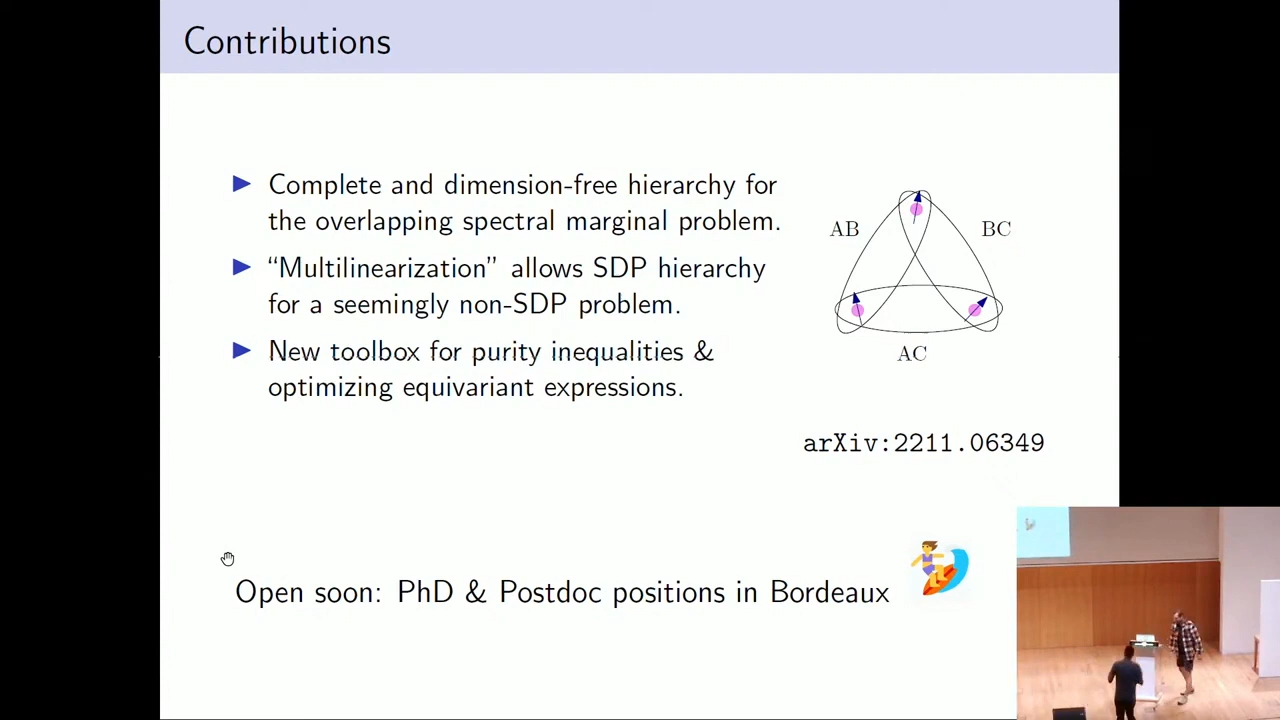 Contributions
▶ Complete and dimension-free hierarchy for
the overlapping spectral marginal problem.
▶ “Multilinearization” allows SDP hierarchy
for a seemingly non-SDP problem.
▶ New toolbox for purity inequalities &
optimizing equivariant expressions.
AB
BC
AC
arXiv:2211.06349
Open soon: PhD & Postdoc positions in Bordeaux